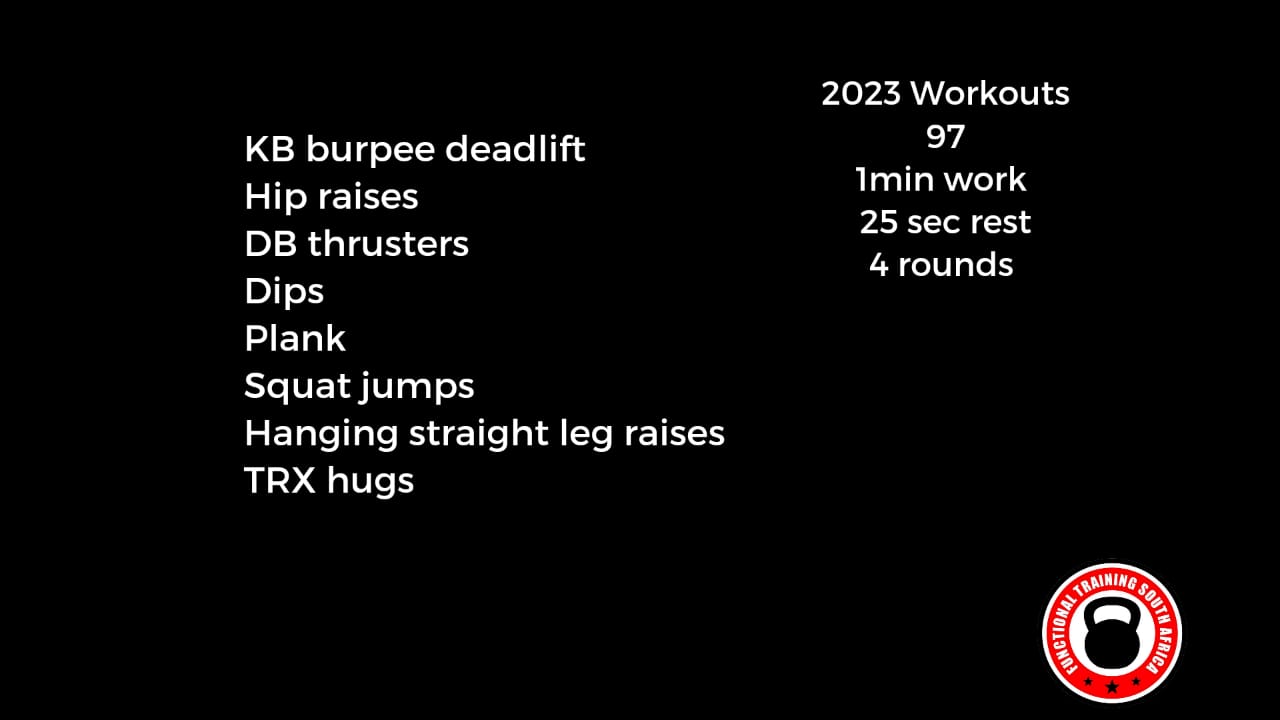 KB burpee deadlift
Hip raises
DB thrusters
Dips
Plank
Squat jumps
Hanging straight leg raises
TRX hugs
2023 Workouts
97
1min work
25 sec rest
4 rounds
FUNCTIONAL TRAINING SOUTH AFRICA